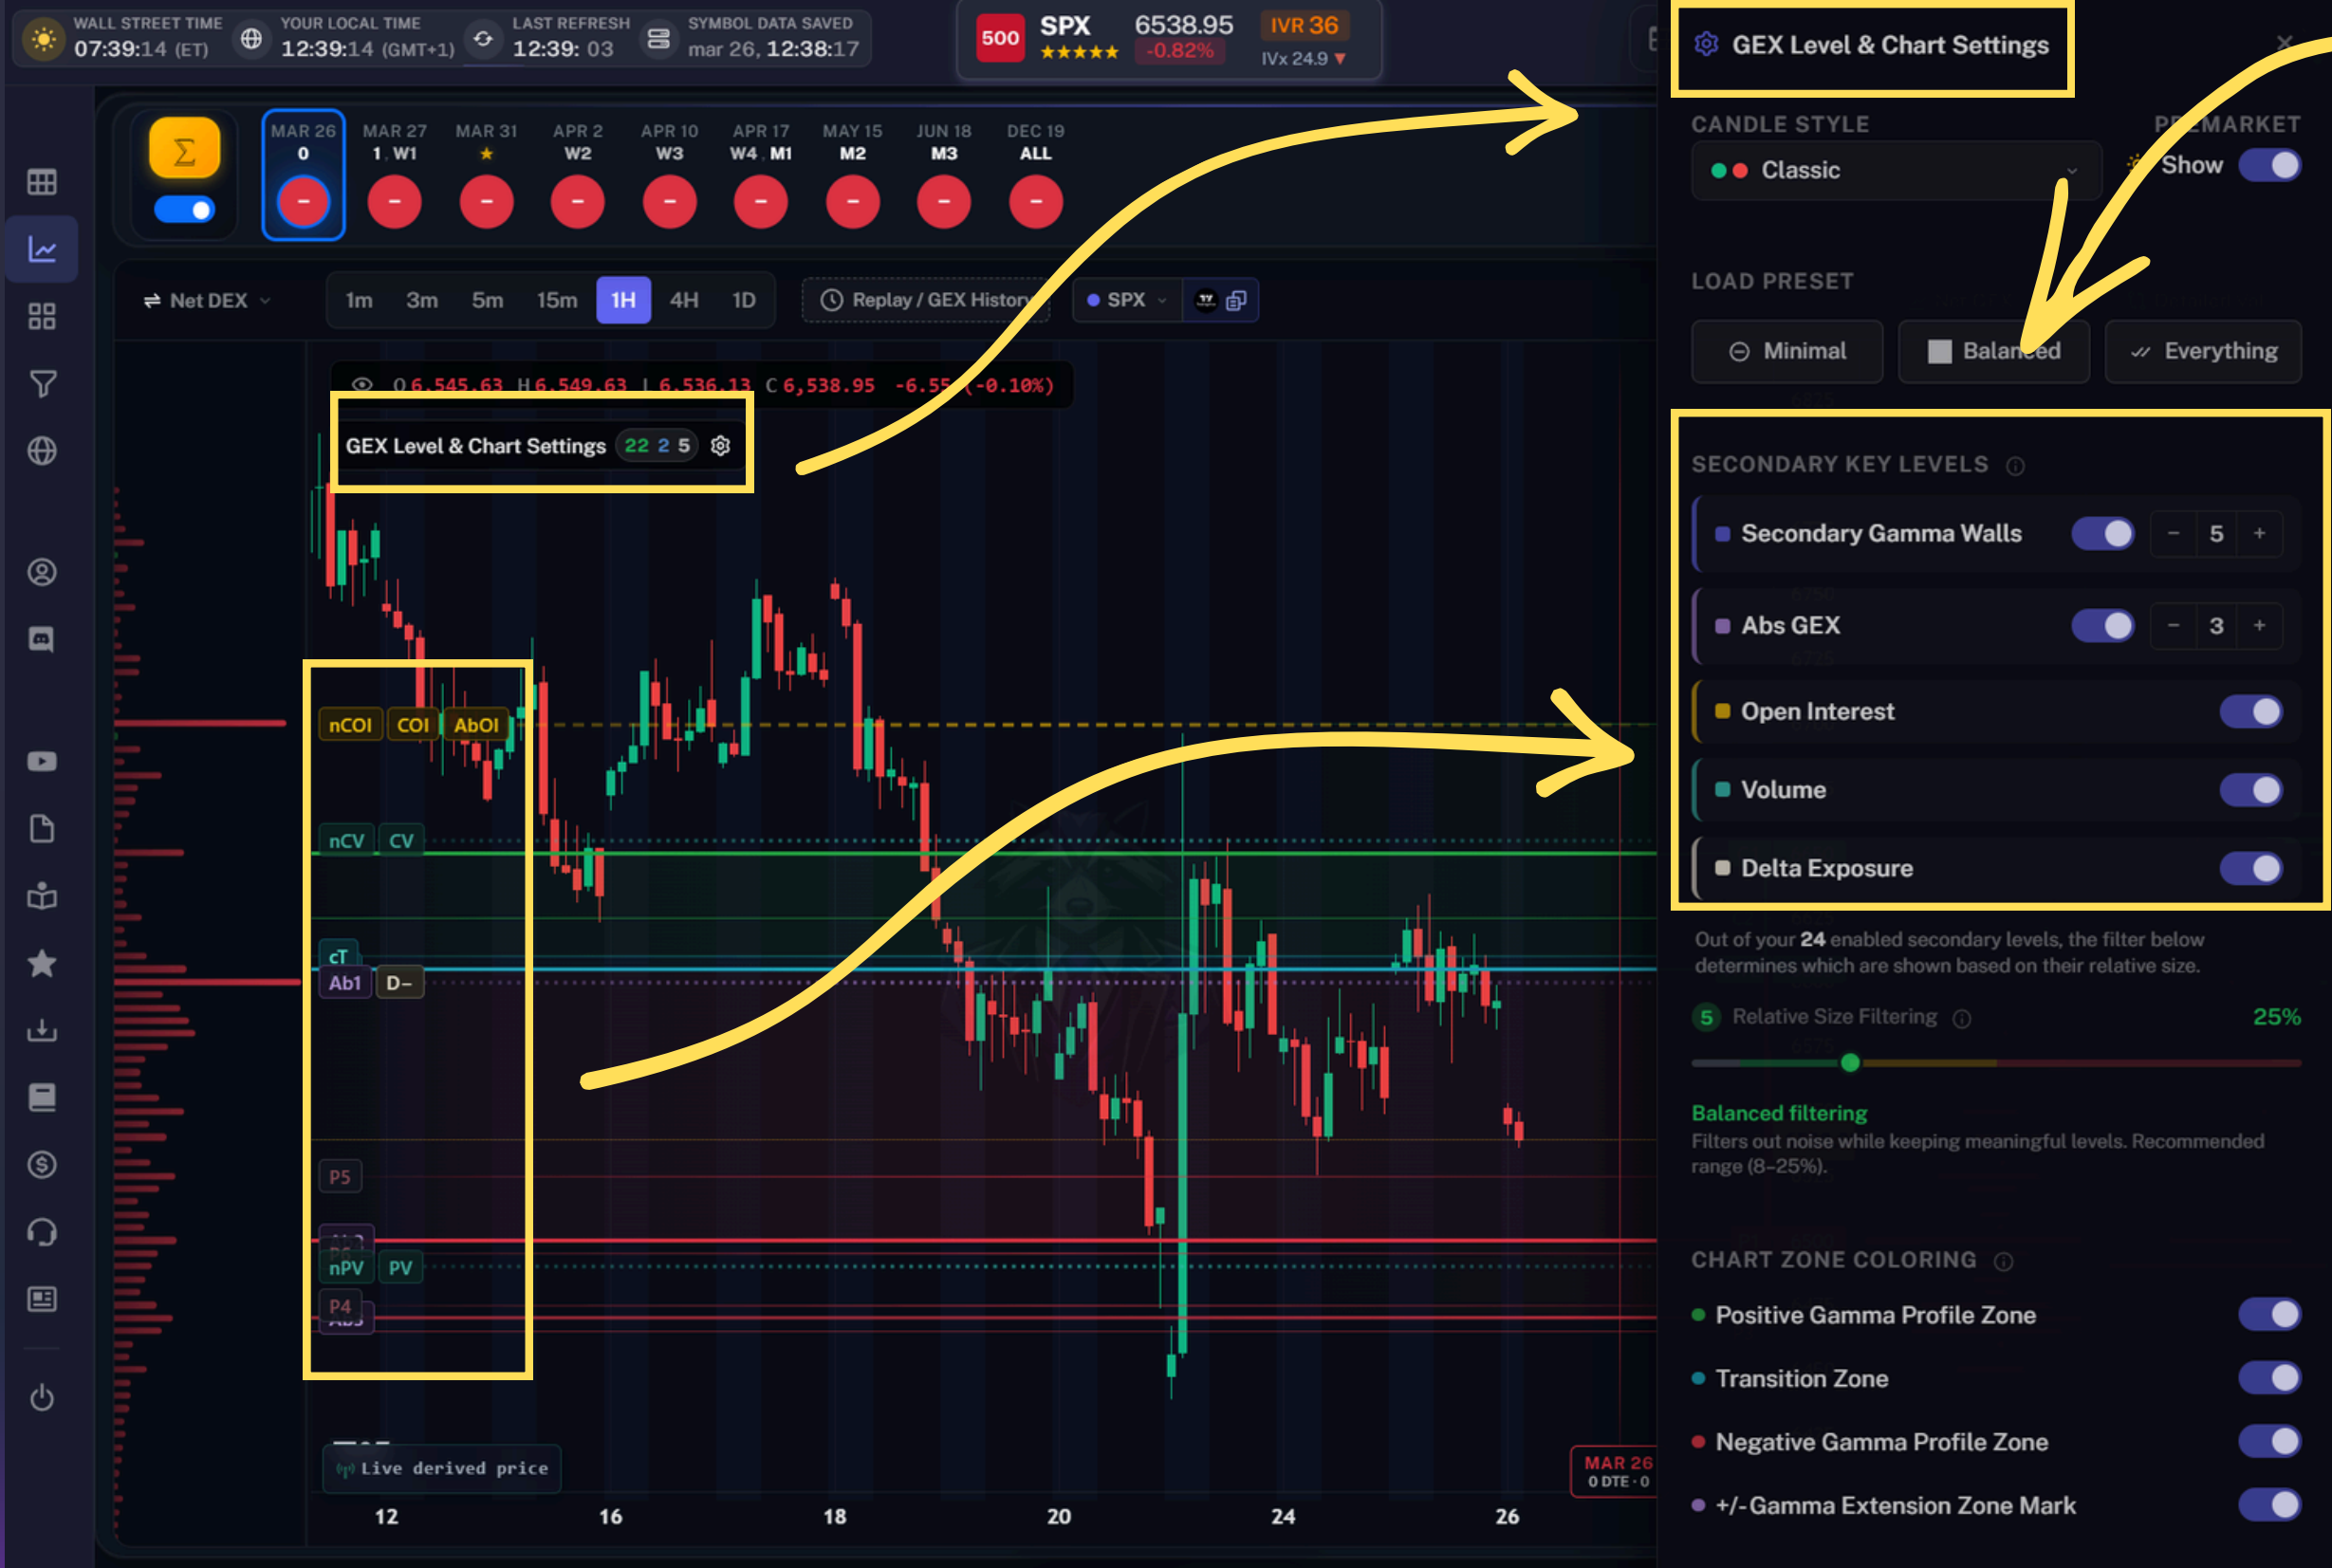 WALL STREET TIME
07:39:14 (ET)
YOUR LOCAL TIME
12:39:14 (GMT+1)
LAST REFRESH
12:39: 03
SYMBOL DATA SAVED
mar 26, 12:38:17
500
SPX
★★★★★
6538.95
-0.82%
IVR 36
IVx 24.9 ▼
GEX Level & Chart Settings
Σ
MAR 26
0
MAR 27
1, W1
MAR 31
★
APR 2
W2
APR 10
W3
APR 17
W4, M1
MAY 15
M2
JUN 18
M3
DEC 19
ALL
Net DEX
1m 3m 5m 15m 1H 4H 1D
Replay / GEX History
SPX
O 6,545.63 H 6,549.63 L 6,536.13 C 6,538.95 -6.55 (-0.10%)
GEX Level & Chart Settings 22 2 5
nCOI COI AbOI
nCV CV
cT
Ab1 D-
P5
nPV PV
P4
Ab3
Live derived price
MAR 26
0 DTE · 0
12 16 18 20 24 26
CANDLE STYLE
Classic
PREMARKET
Show
LOAD PRESET
Minimal
Balanced
Everything
SECONDARY KEY LEVELS
Secondary Gamma Walls − 5 +
Abs GEX − 3 +
Open Interest
Volume
Delta Exposure
Out of your 24 enabled secondary levels, the filter below
determines which are shown based on their relative size.
5 Relative Size Filtering 25%
Balanced filtering
Filters out noise while keeping meaningful levels. Recommended
range (8–25%).
CHART ZONE COLORING
Positive Gamma Profile Zone
Transition Zone
Negative Gamma Profile Zone
+/-Gamma Extension Zone Mark